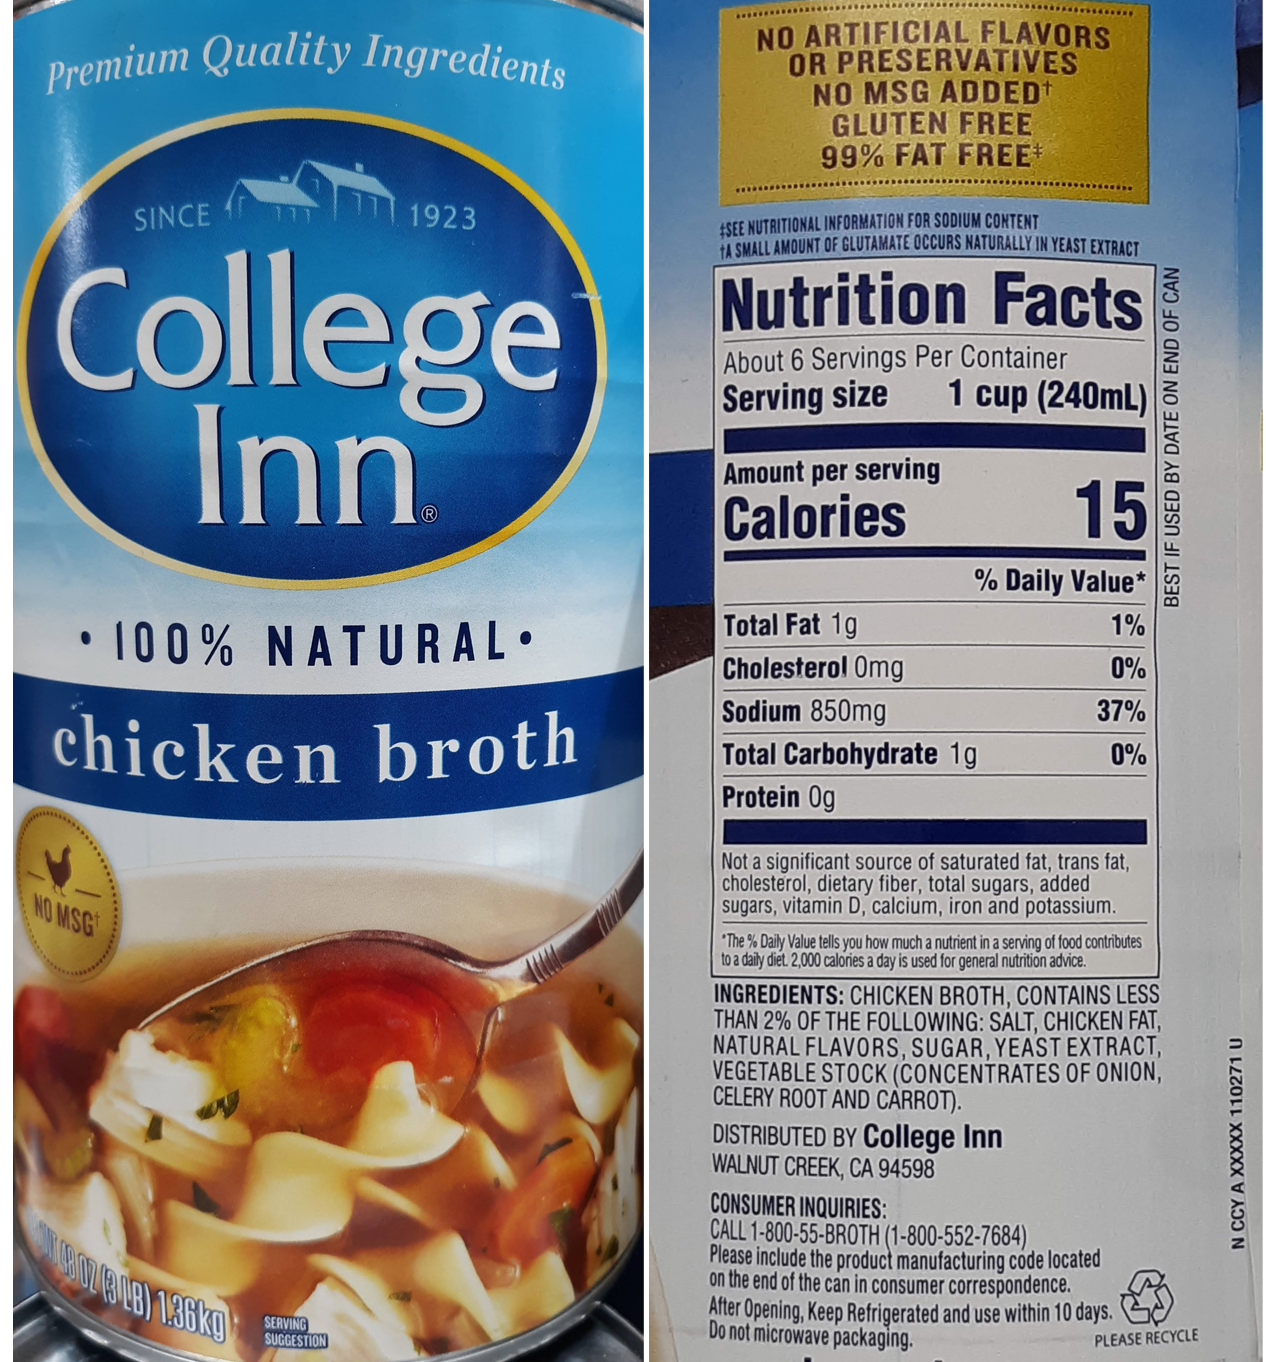 Premium Quality Ingredients
SINCE 1923
College
Inn®
• 100% NATURAL •
chicken broth
NO MSG†
48 OZ (3 LB) 1.36kg
SERVING
SUGGESTION
NO ARTIFICIAL FLAVORS
OR PRESERVATIVES
NO MSG ADDED†
GLUTEN FREE
99% FAT FREE‡
‡SEE NUTRITIONAL INFORMATION FOR SODIUM CONTENT
†A SMALL AMOUNT OF GLUTAMATE OCCURS NATURALLY IN YEAST EXTRACT
Nutrition Facts
About 6 Servings Per Container
Serving size 1 cup (240mL)
Amount per serving
Calories 15
% Daily Value*
Total Fat 1g 1%
Cholesterol 0mg 0%
Sodium 850mg 37%
Total Carbohydrate 1g 0%
Protein 0g
Not a significant source of saturated fat, trans fat,
cholesterol, dietary fiber, total sugars, added
sugars, vitamin D, calcium, iron and potassium.
*The % Daily Value tells you how much a nutrient in a serving of food contributes
to a daily diet. 2,000 calories a day is used for general nutrition advice.
BEST IF USED BY DATE ON END OF CAN
INGREDIENTS: CHICKEN BROTH, CONTAINS LESS
THAN 2% OF THE FOLLOWING: SALT, CHICKEN FAT,
NATURAL FLAVORS, SUGAR, YEAST EXTRACT,
VEGETABLE STOCK (CONCENTRATES OF ONION,
CELERY ROOT AND CARROT).
DISTRIBUTED BY College Inn
WALNUT CREEK, CA 94598
CONSUMER INQUIRIES:
CALL 1-800-55-BROTH (1-800-552-7684)
Please include the product manufacturing code located
on the end of the can in consumer correspondence.
After Opening, Keep Refrigerated and use within 10 days.
Do not microwave packaging.
PLEASE RECYCLE
N CCY A XXXXX 110271 U